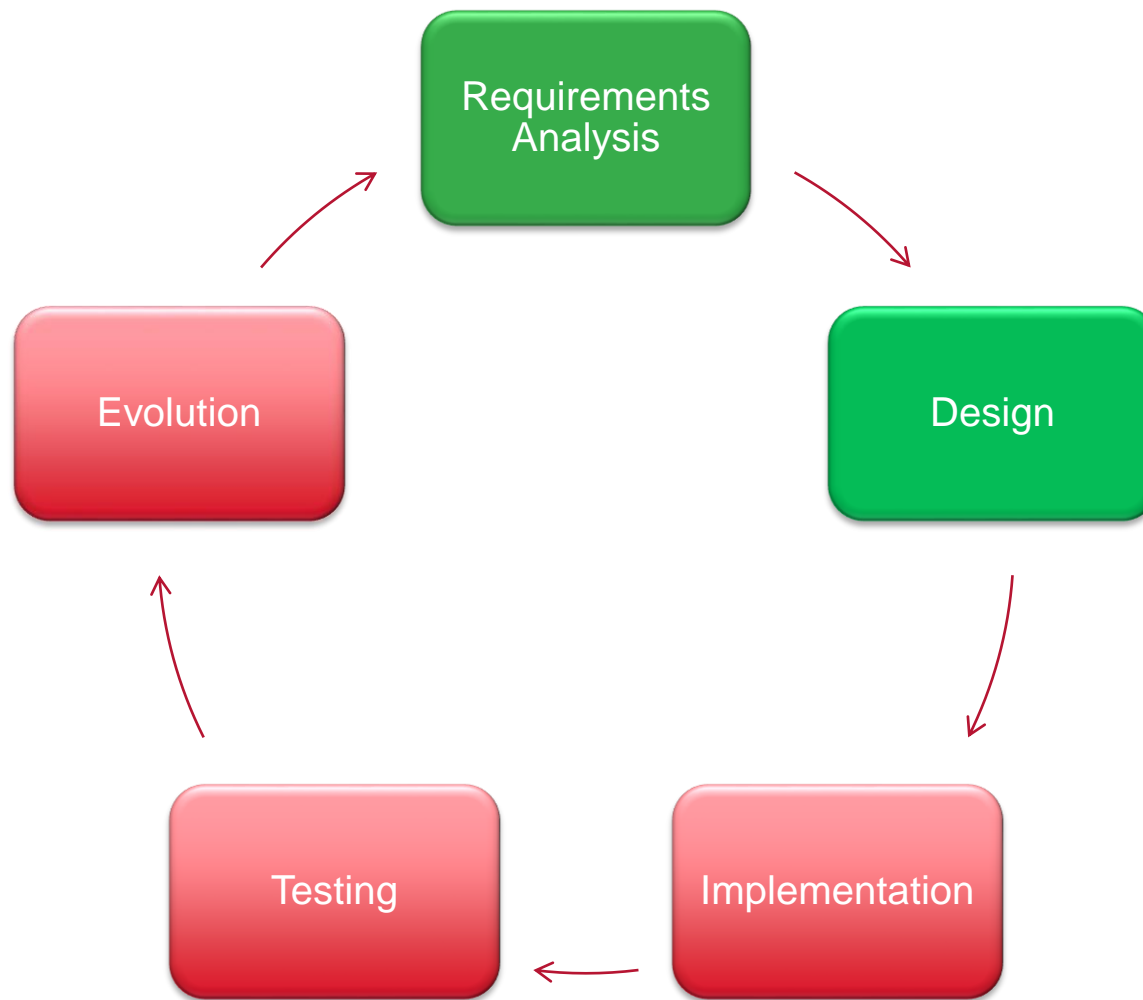 Requirements
Analysis
Design
Implementation
Testing
Evolution